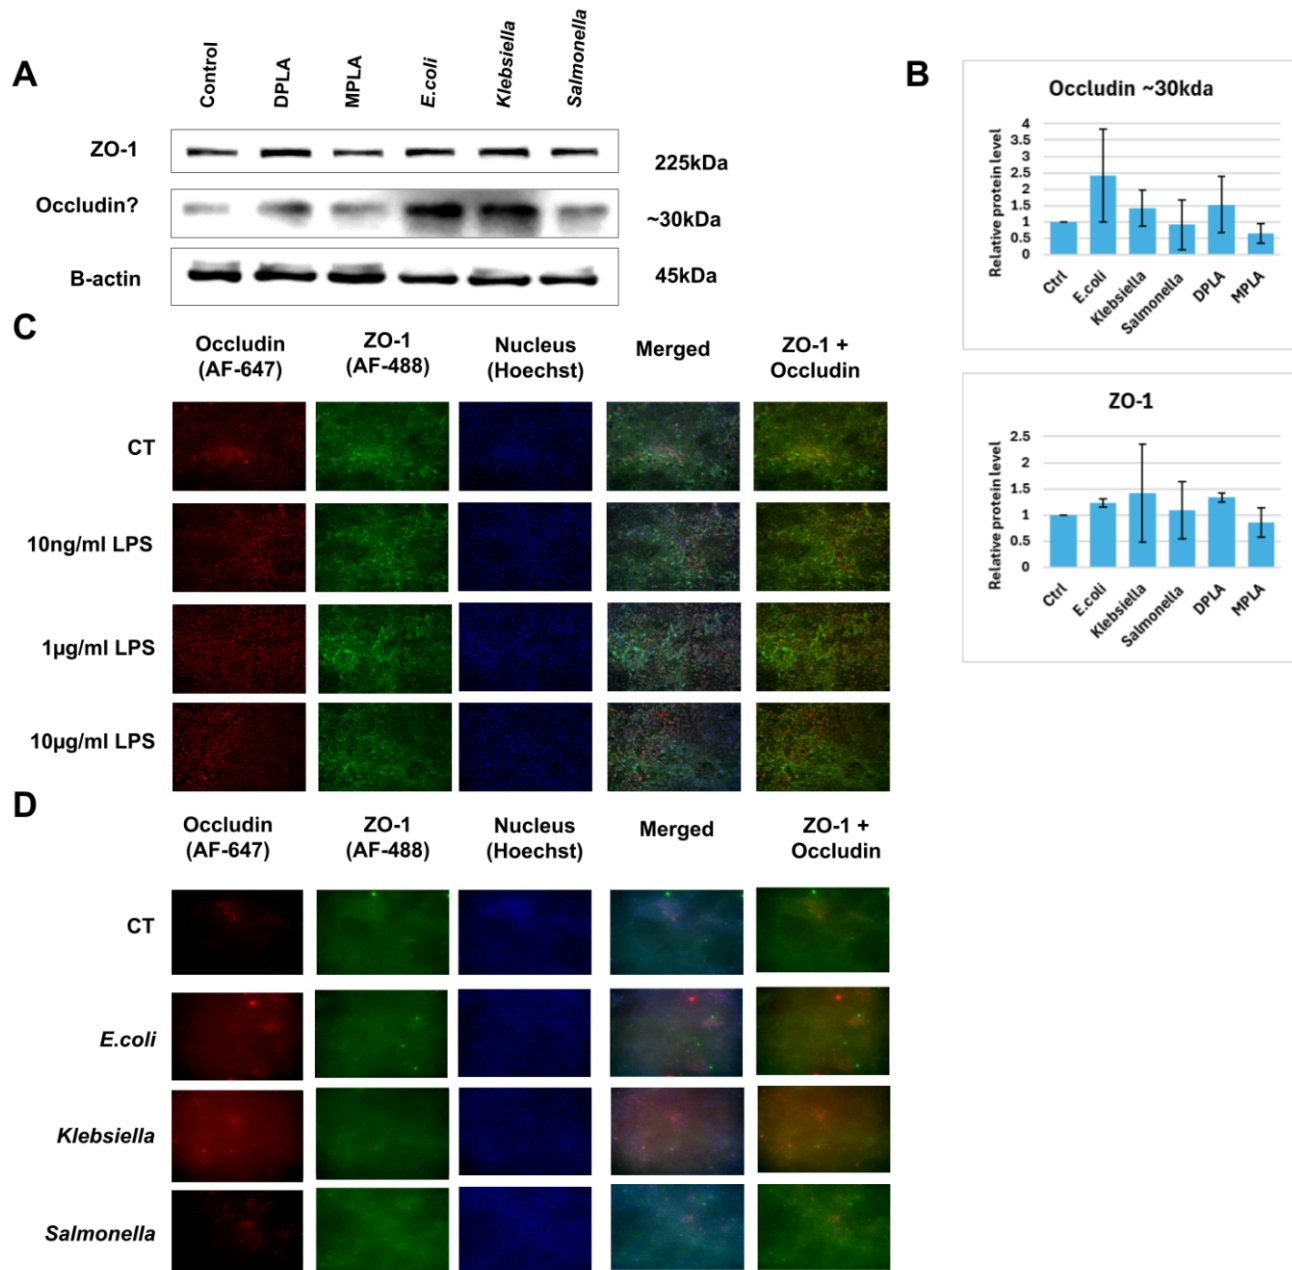 A
Control
DPLA
MPLA
E.coli
Klebsiella
Salmonella
ZO-1
225kDa
Occludin?
~30kDa
B-actin
45kDa
B
Occludin ~30kda
Relative protein level
4
3.5
3
2.5
2
1.5
1
0.5
0
Ctrl
E.coli
Klebsiella
Salmonella
DPLA
MPLA
ZO-1
Relative protein level
2.5
2
1.5
1
0.5
0
Ctrl
E.coli
Klebsiella
Salmonella
DPLA
MPLA
C
Occludin
(AF-647)
ZO-1
(AF-488)
Nucleus
(Hoechst)
Merged
ZO-1 +
Occludin
CT
10ng/ml LPS
1µg/ml LPS
10µg/ml LPS
D
Occludin
(AF-647)
ZO-1
(AF-488)
Nucleus
(Hoechst)
Merged
ZO-1 +
Occludin
CT
E.coli
Klebsiella
Salmonella